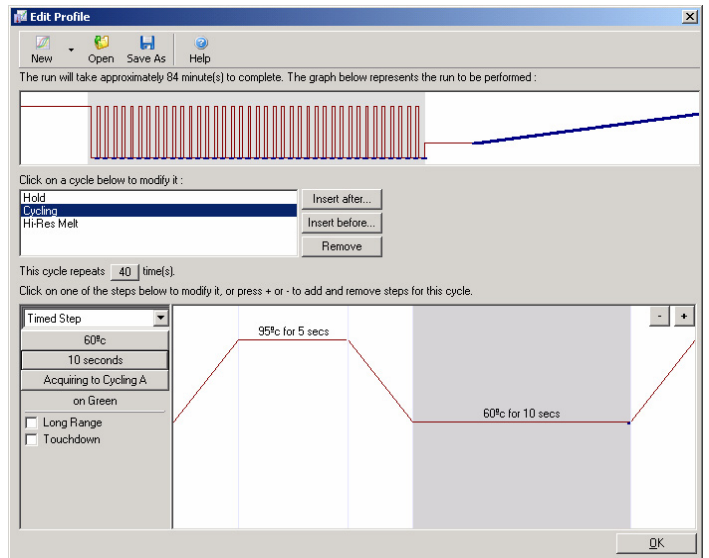 Edit Profile
New Open Save As Help
The run will take approximately 84 minute(s) to complete. The graph below represents the run to be performed :
Click on a cycle below to modify it :
Hold
Cycling
Hi-Res Melt
Insert after...
Insert before...
Remove
This cycle repeats 40 time(s).
Click on one of the steps below to modify it, or press + or - to add and remove steps for this cycle.
Timed Step
60ºc
10 seconds
Acquiring to Cycling A
on Green
Long Range
Touchdown
95ºc for 5 secs
60ºc for 10 secs
- +
OK